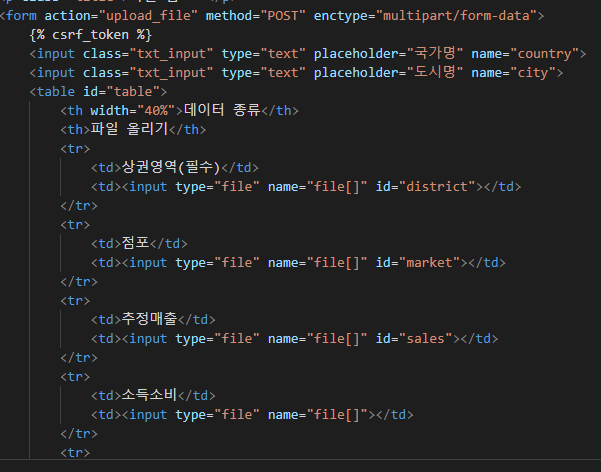 <form action="upload_file" method="POST" enctype="multipart/form-data">
{% csrf_token %}
<input class="txt_input" type="text" placeholder="국가명" name="country">
<input class="txt_input" type="text" placeholder="도시명" name="city">
<table id="table">
<th width="40%">데이터 종류</th>
<th>파일 올리기</th>
<tr>
<td>상권영역(필수)</td>
<td><input type="file" name="file[]" id="district"></td>
</tr>
<tr>
<td>점포</td>
<td><input type="file" name="file[]" id="market"></td>
</tr>
<tr>
<td>추정매출</td>
<td><input type="file" name="file[]" id="sales"></td>
</tr>
<tr>
<td>소득소비</td>
<td><input type="file" name="file[]"></td>
</tr>
<tr>